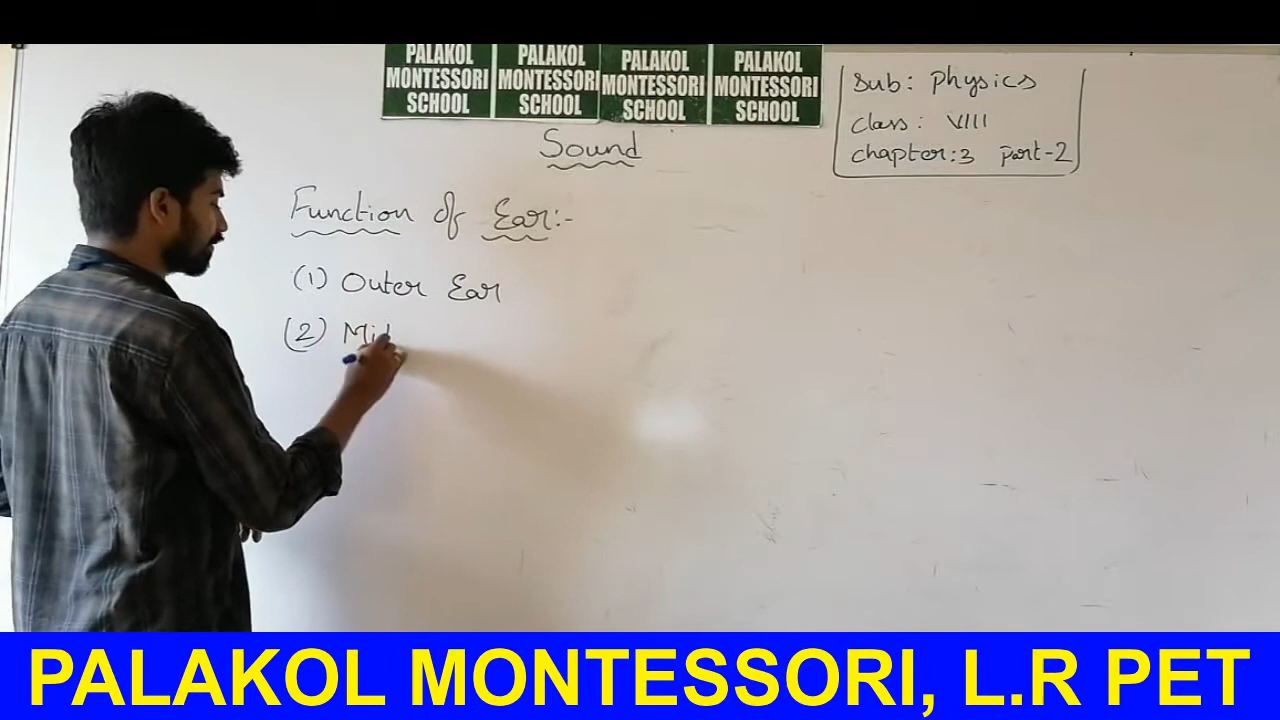 PALAKOL MONTESSORI SCHOOL
PALAKOL MONTESSORI SCHOOL
PALAKOL MONTESSORI SCHOOL
PALAKOL MONTESSORI SCHOOL
Sub: Physics
Class: VIII
Chapter:3 Part-2
Sound
Function of Ear:-
(1) Outer Ear
(2) Mid
PALAKOL MONTESSORI, L.R PET